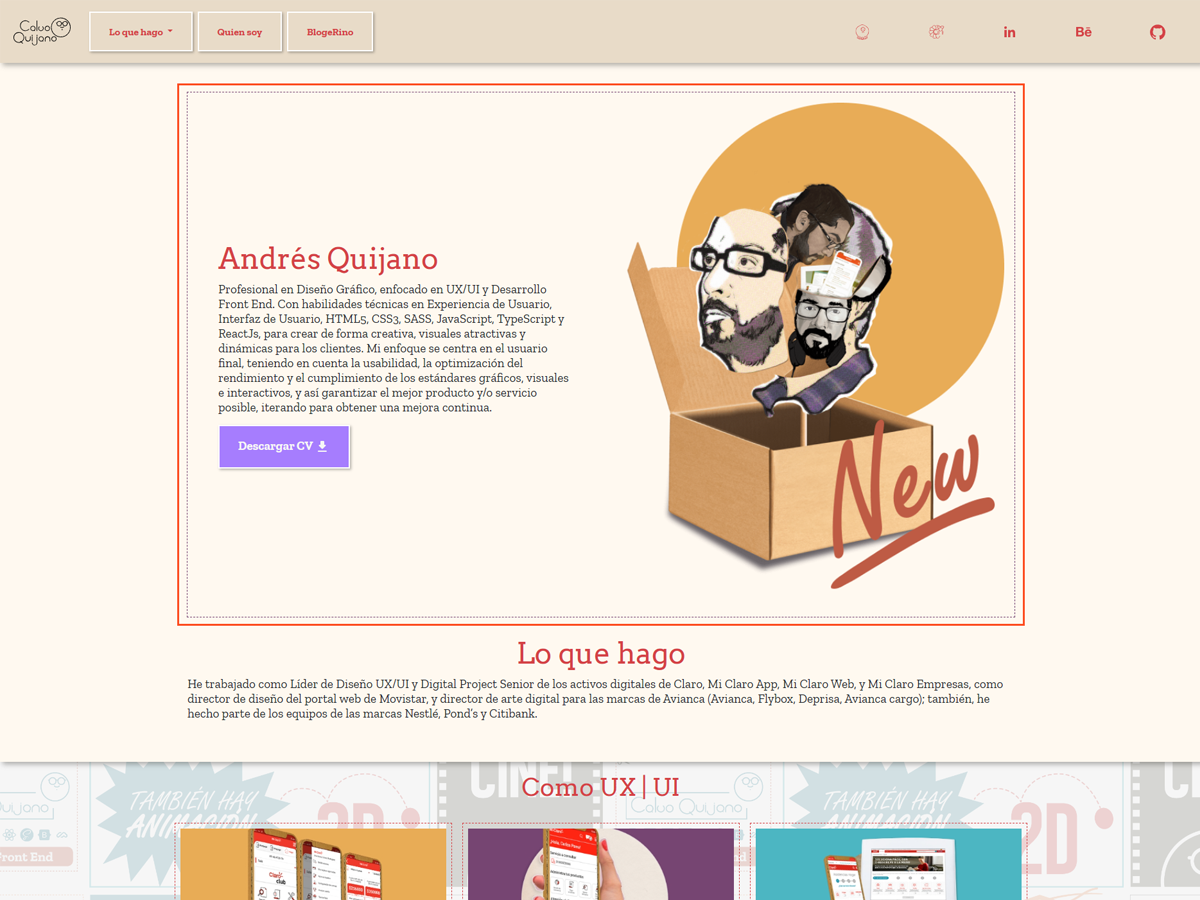 Calvo
Quijano
Lo que hago
Quien soy
BlogeRino
in
Bē
Andrés Quijano
Profesional en Diseño Gráfico, enfocado en UX/UI y Desarrollo
Front End. Con habilidades técnicas en Experiencia de Usuario,
Interfaz de Usuario, HTML5, CSS3, SASS, JavaScript, TypeScript y
ReactJs, para crear de forma creativa, visuales atractivas y
dinámicas para los clientes. Mi enfoque se centra en el usuario
final, teniendo en cuenta la usabilidad, la optimización del
rendimiento y el cumplimiento de los estándares gráficos, visuales
e interactivos, y así garantizar el mejor producto y/o servicio
posible, iterando para obtener una mejora continua.
Descargar CV
New
Lo que hago
He trabajado como Líder de Diseño UX/UI y Digital Project Senior de los activos digitales de Claro, Mi Claro App, Mi Claro Web, y Mi Claro Empresas, como
director de diseño del portal web de Movistar, y director de arte digital para las marcas de Avianca (Avianca, Flybox, Deprisa, Avianca cargo); también, he
hecho parte de los equipos de las marcas Nestlé, Pond's y Citibank.
Como UX | UI
TAMBIÉN HAY
ANIMACIÓN
2D
Calvo Quijano
TAMBIÉN HAY
ANIMACIÓN
2D
Front End
Claro
club